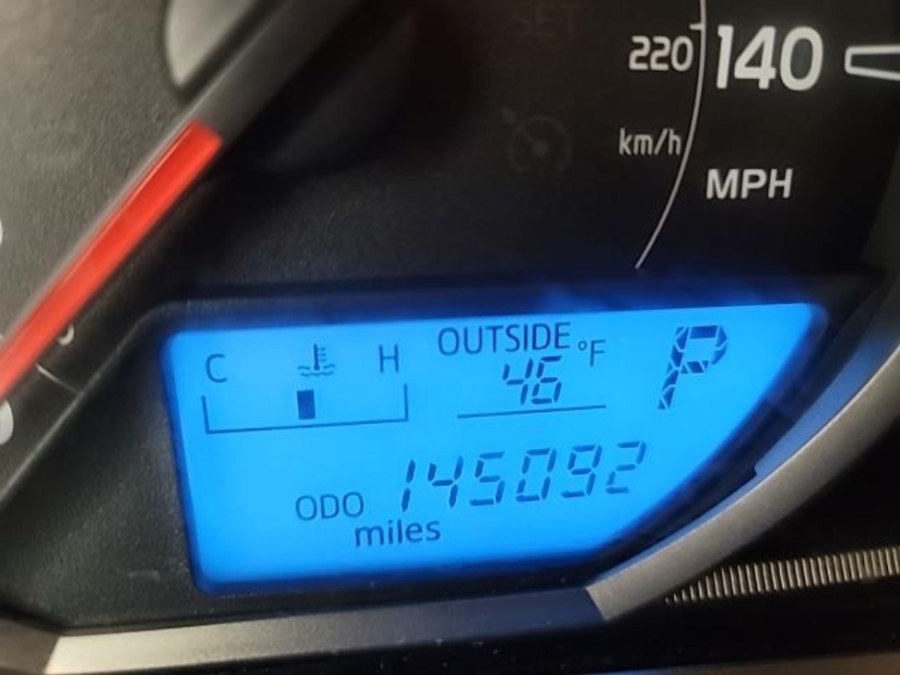 220 140
km/h
MPH
C H OUTSIDE °F
46
P
ODO 145092
miles